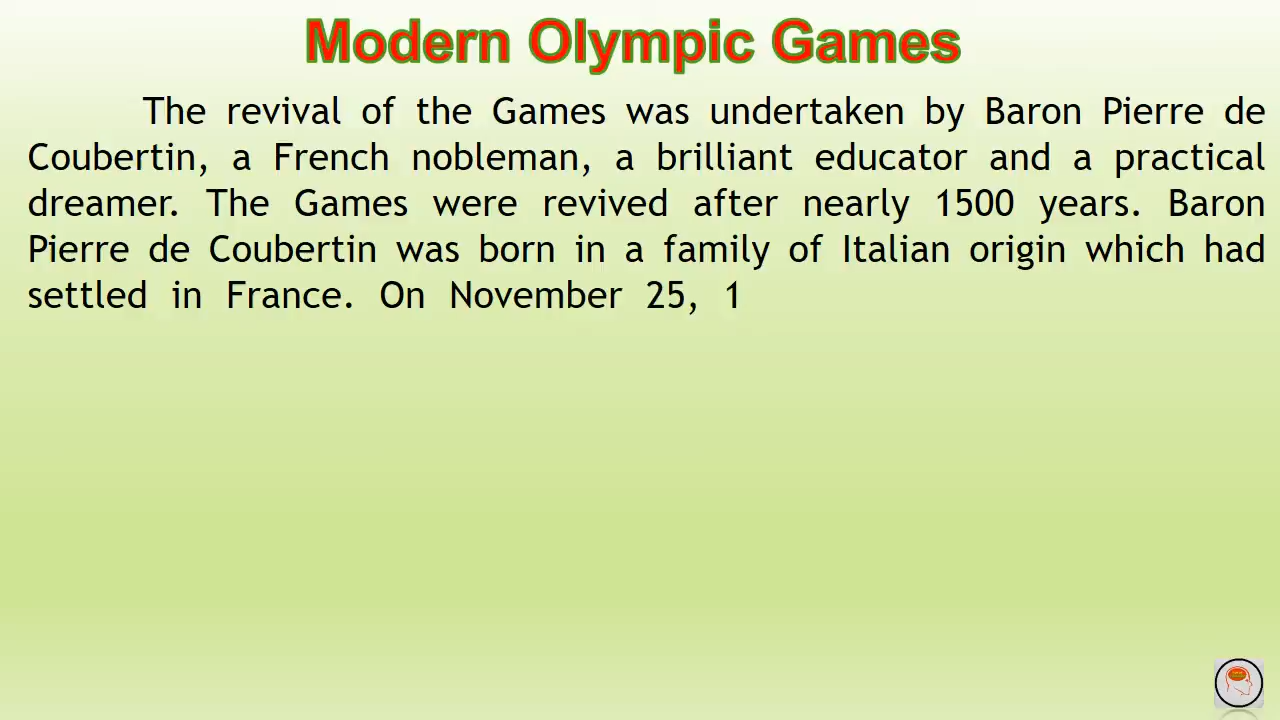 Modern Olympic Games
The revival of the Games was undertaken by Baron Pierre de
Coubertin, a French nobleman, a brilliant educator and a practical
dreamer. The Games were revived after nearly 1500 years. Baron
Pierre de Coubertin was born in a family of Italian origin which had
settled in France. On November 25, 1